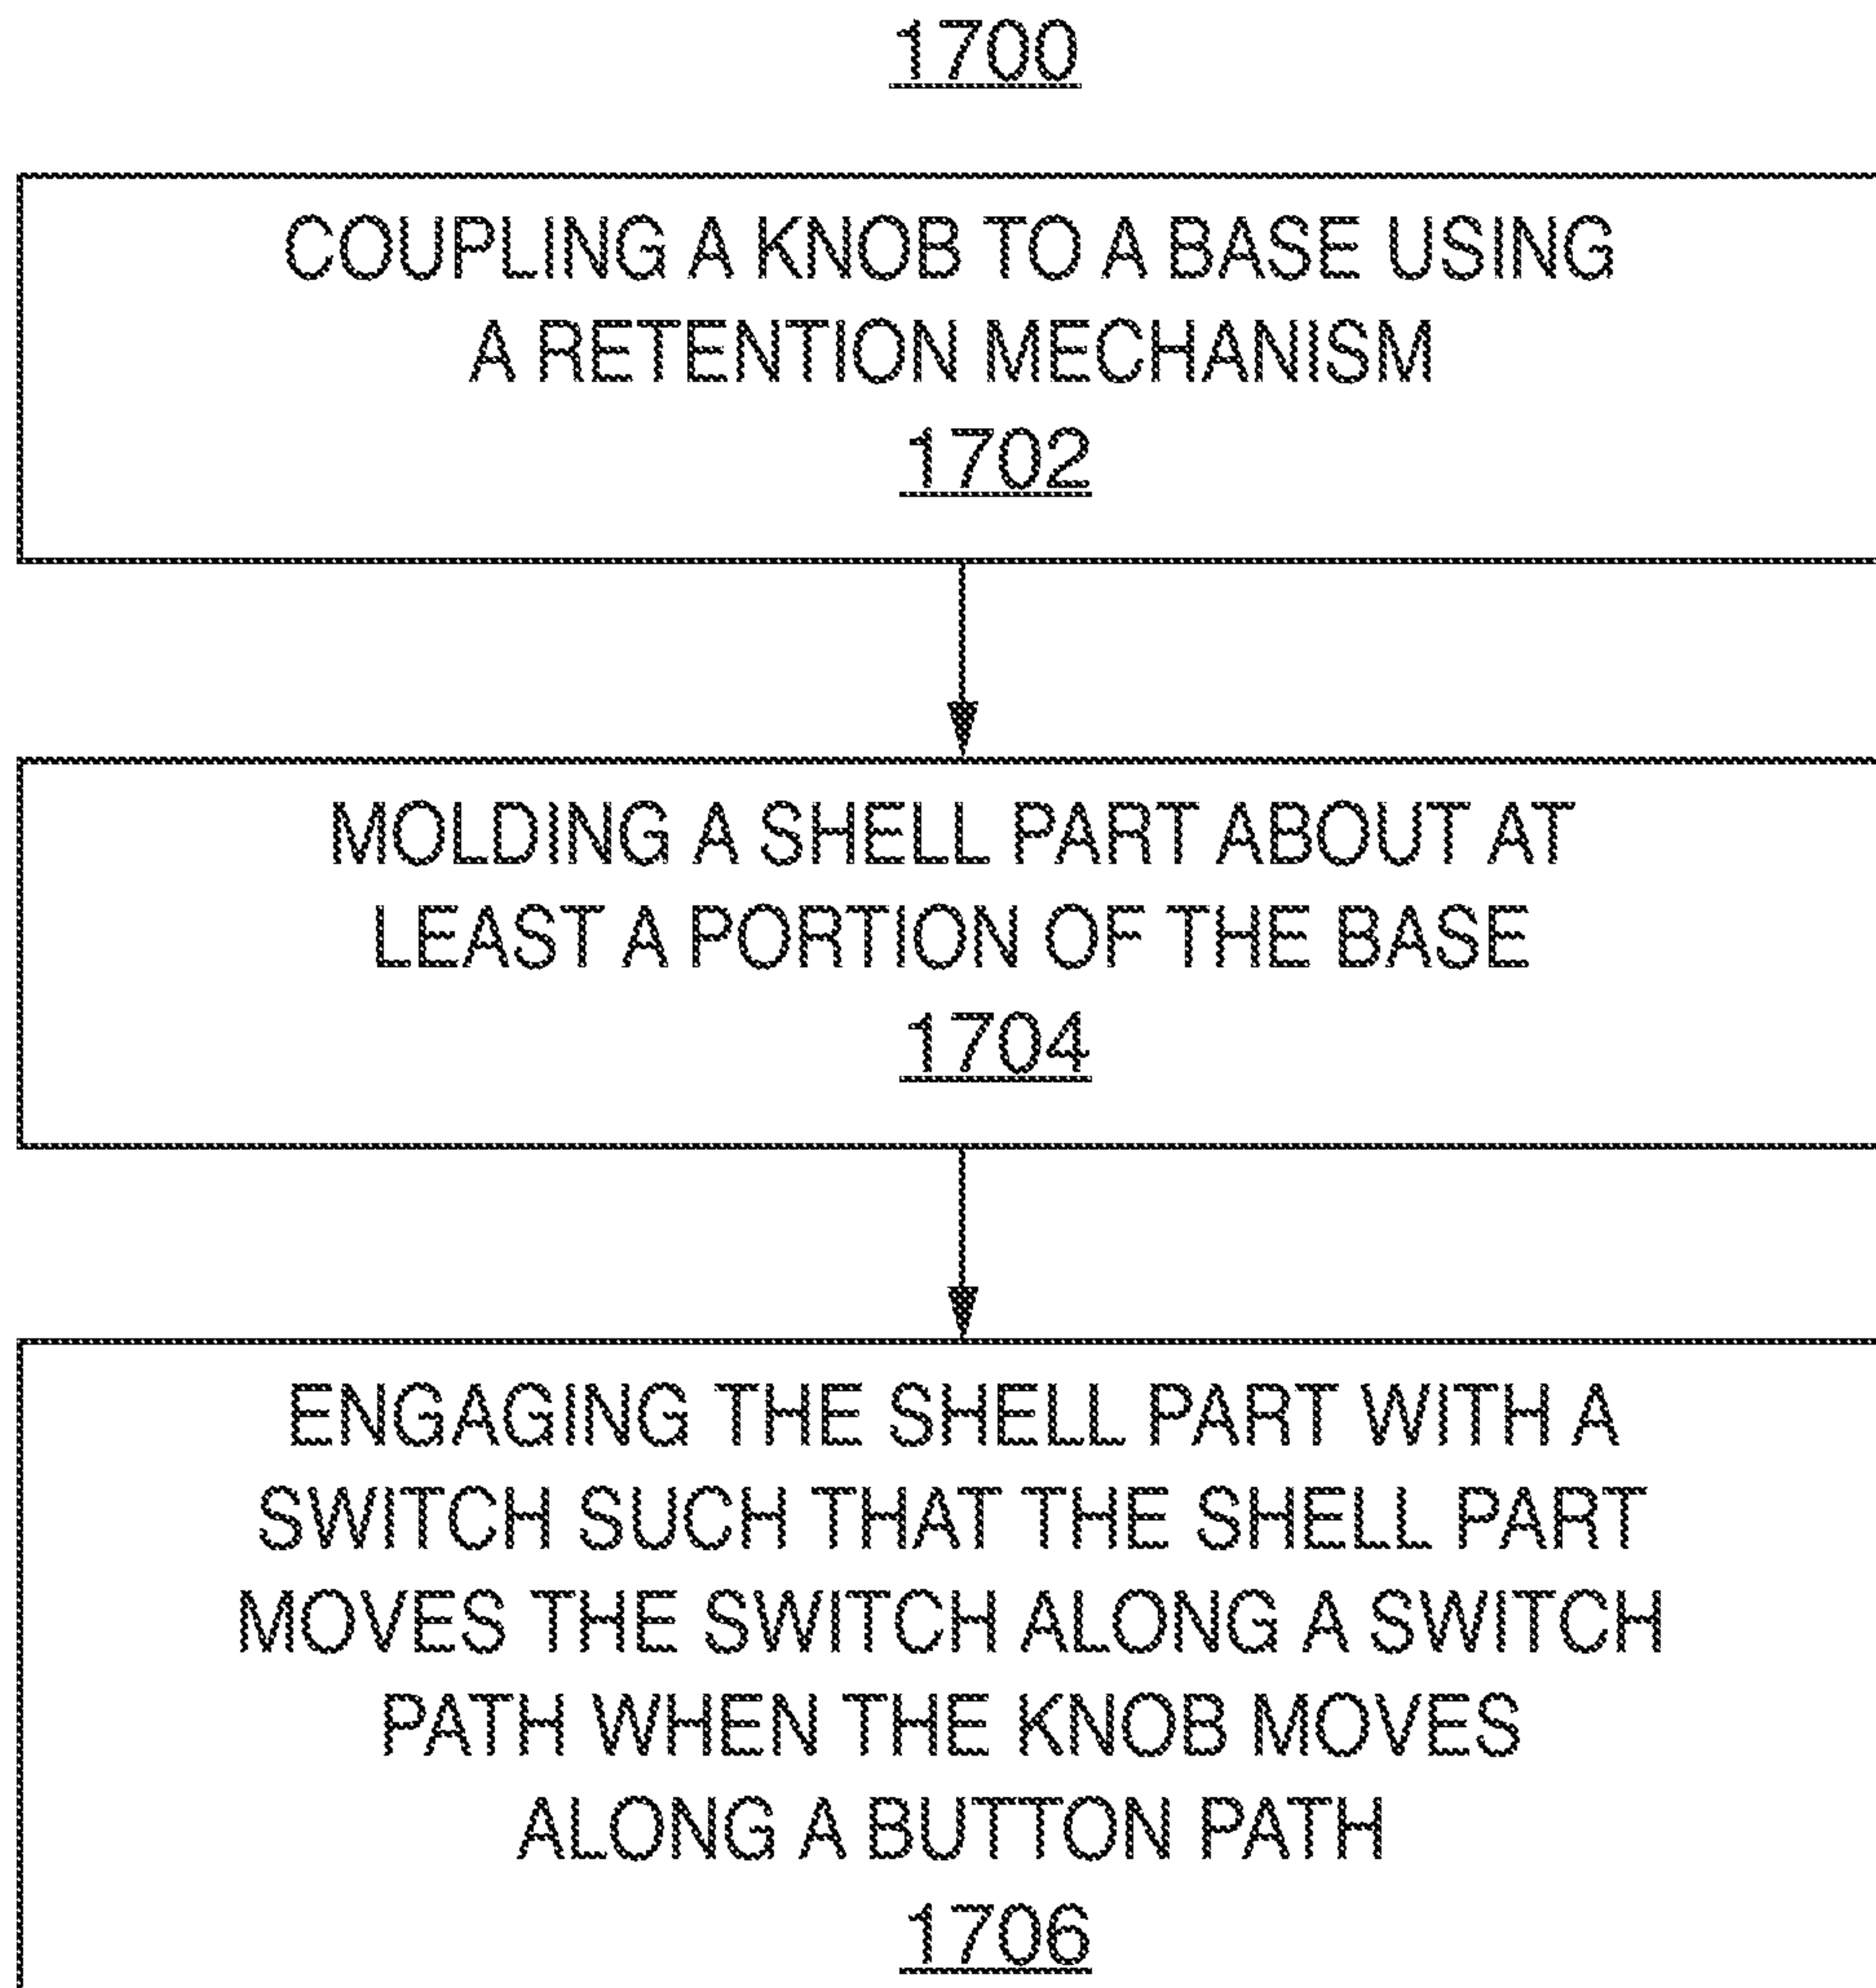 1700
COUPLING A KNOB TO A BASE USING
A RETENTION MECHANISM
1702
MOLDING A SHELL PART ABOUT AT
LEAST A PORTION OF THE BASE
1704
ENGAGING THE SHELL PART WITH A
SWITCH SUCH THAT THE SHELL PART
MOVES THE SWITCH ALONG A SWITCH
PATH WHEN THE KNOB MOVES
ALONG A BUTTON PATH
1706